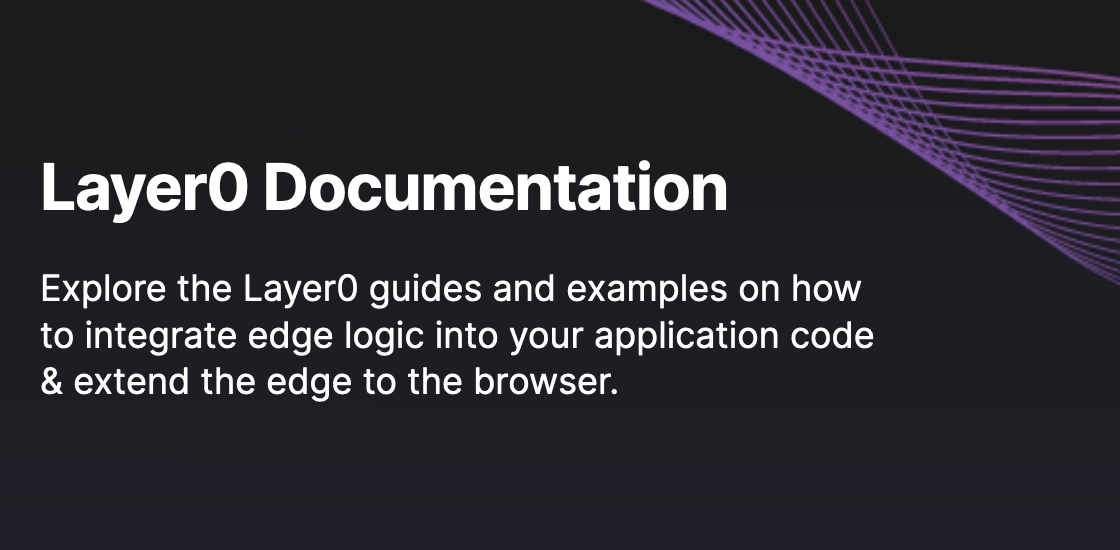 Layer0 Documentation
Explore the Layer0 guides and examples on how
to integrate edge logic into your application code
& extend the edge to the browser.